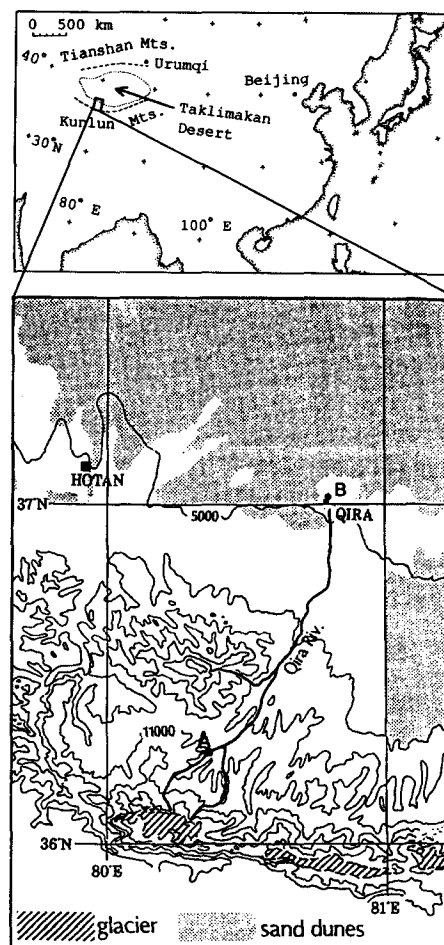 0 500 km
40° Tianshan Mts.
Urumqi
Beijing
Taklimakan
Desert
Kunlun Mts.
30°N
80° E
100° E
HOTAN
B
37°N
5000
QIRA
Qira Riv.
11000
A
36°N
80°E
81°E
glacier
sand dunes